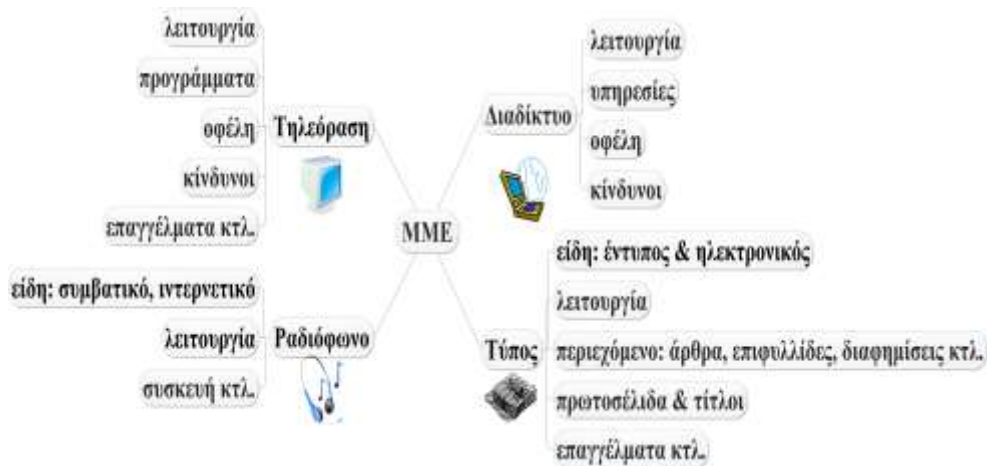 ΜΜΕ
Τηλεόραση
λειτουργία
προγράμματα
οφέλη
κίνδυνοι
επαγγέλματα κτλ.
Διαδίκτυο
λειτουργία
υπηρεσίες
οφέλη
κίνδυνοι
Ραδιόφωνο
είδη: συμβατικό, ιντερνετικό
λειτουργία
συσκευή κτλ.
Τύπος
είδη: έντυπος & ηλεκτρονικός
λειτουργία
περιεχόμενο: άρθρα, επιφυλλίδες, διαφημίσεις κτλ.
πρωτοσέλιδα & τίτλοι
επαγγέλματα κτλ.